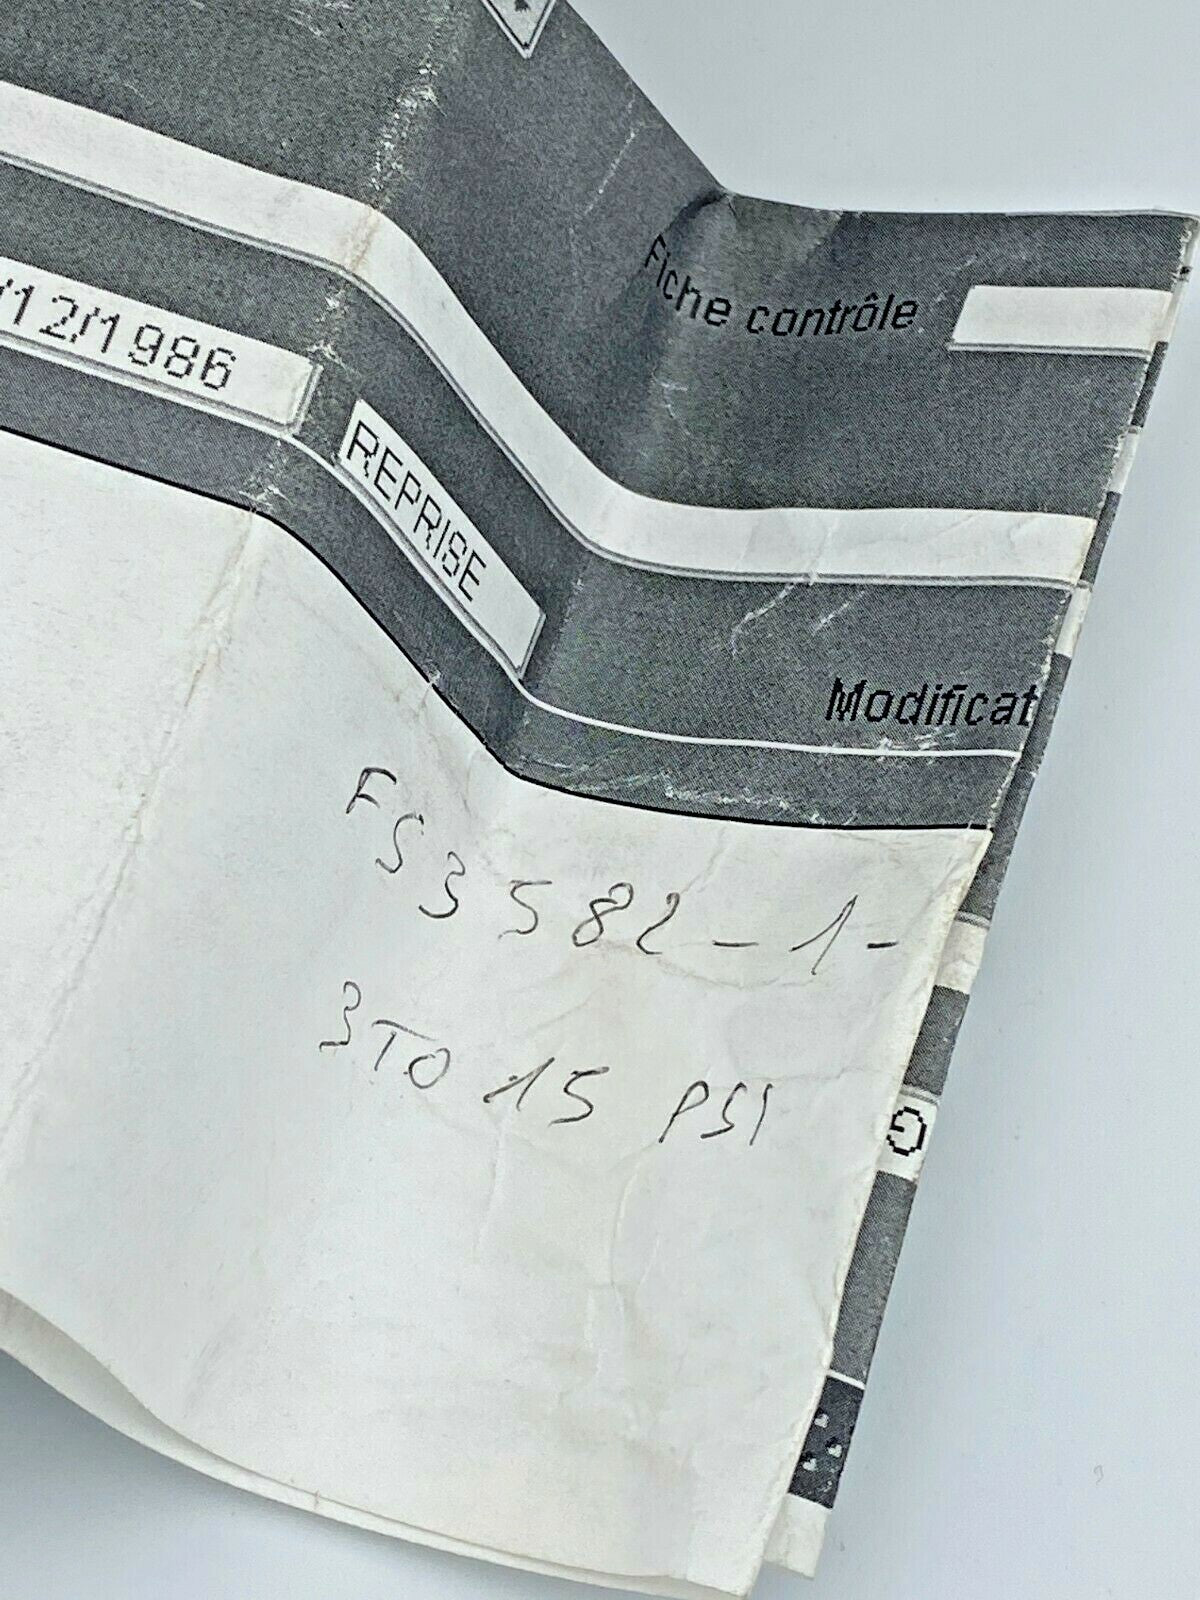 Fiche contrôle
/12/1986
REPRISE
Modificat
FS3582-1-
3TO 15 PSI
G